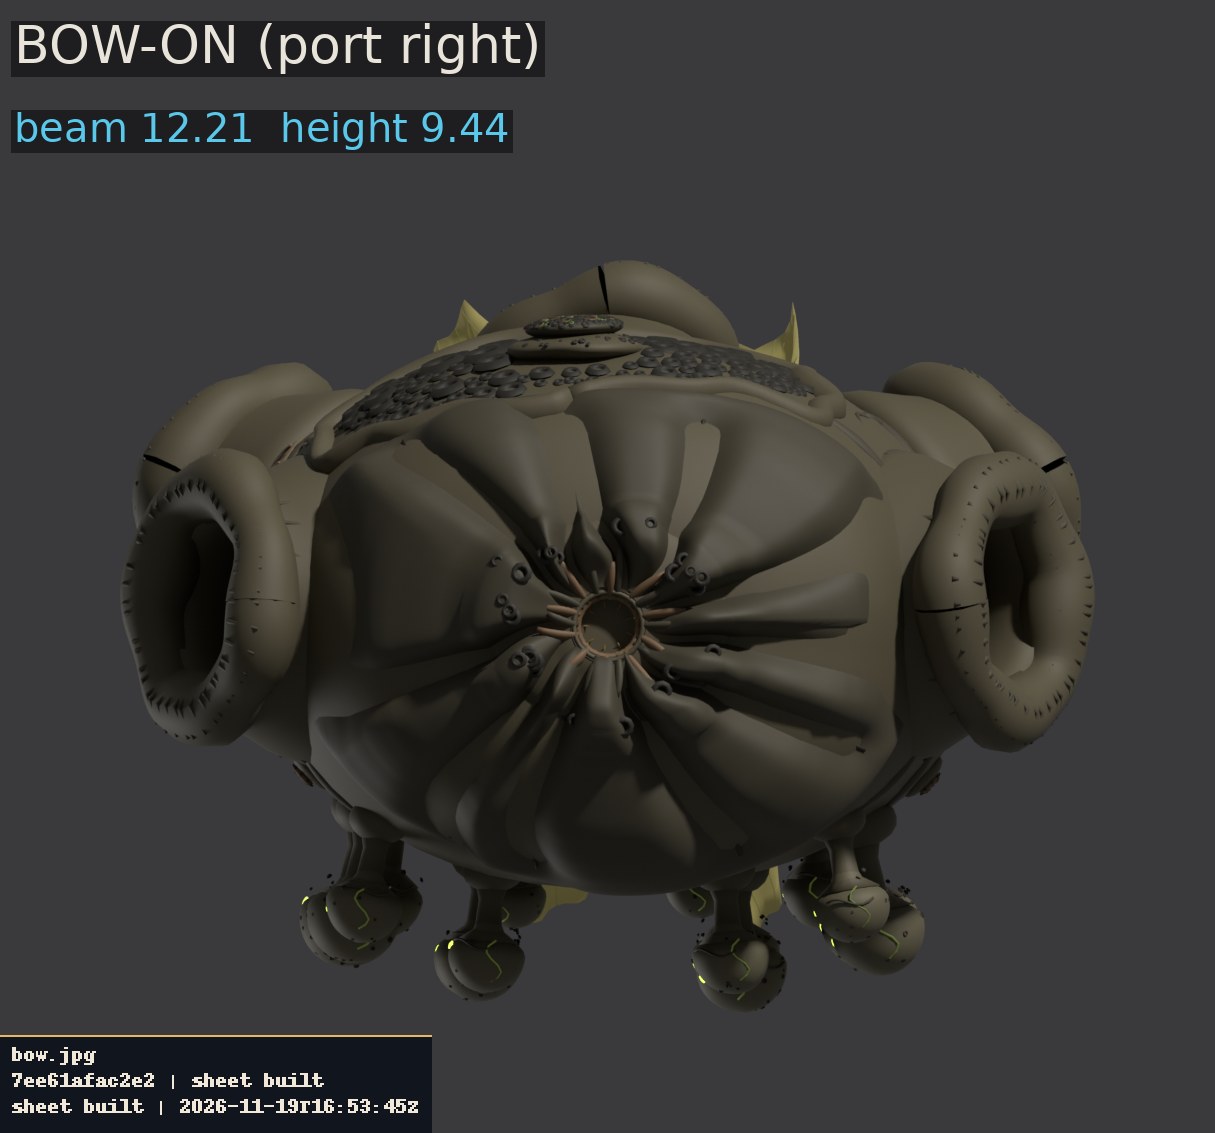 BOW-ON (port right)
beam 12.21  height 9.44
bow.jpg
7ee61afac2e2 | sheet built
sheet built | 2026-11-19T16:53:45z